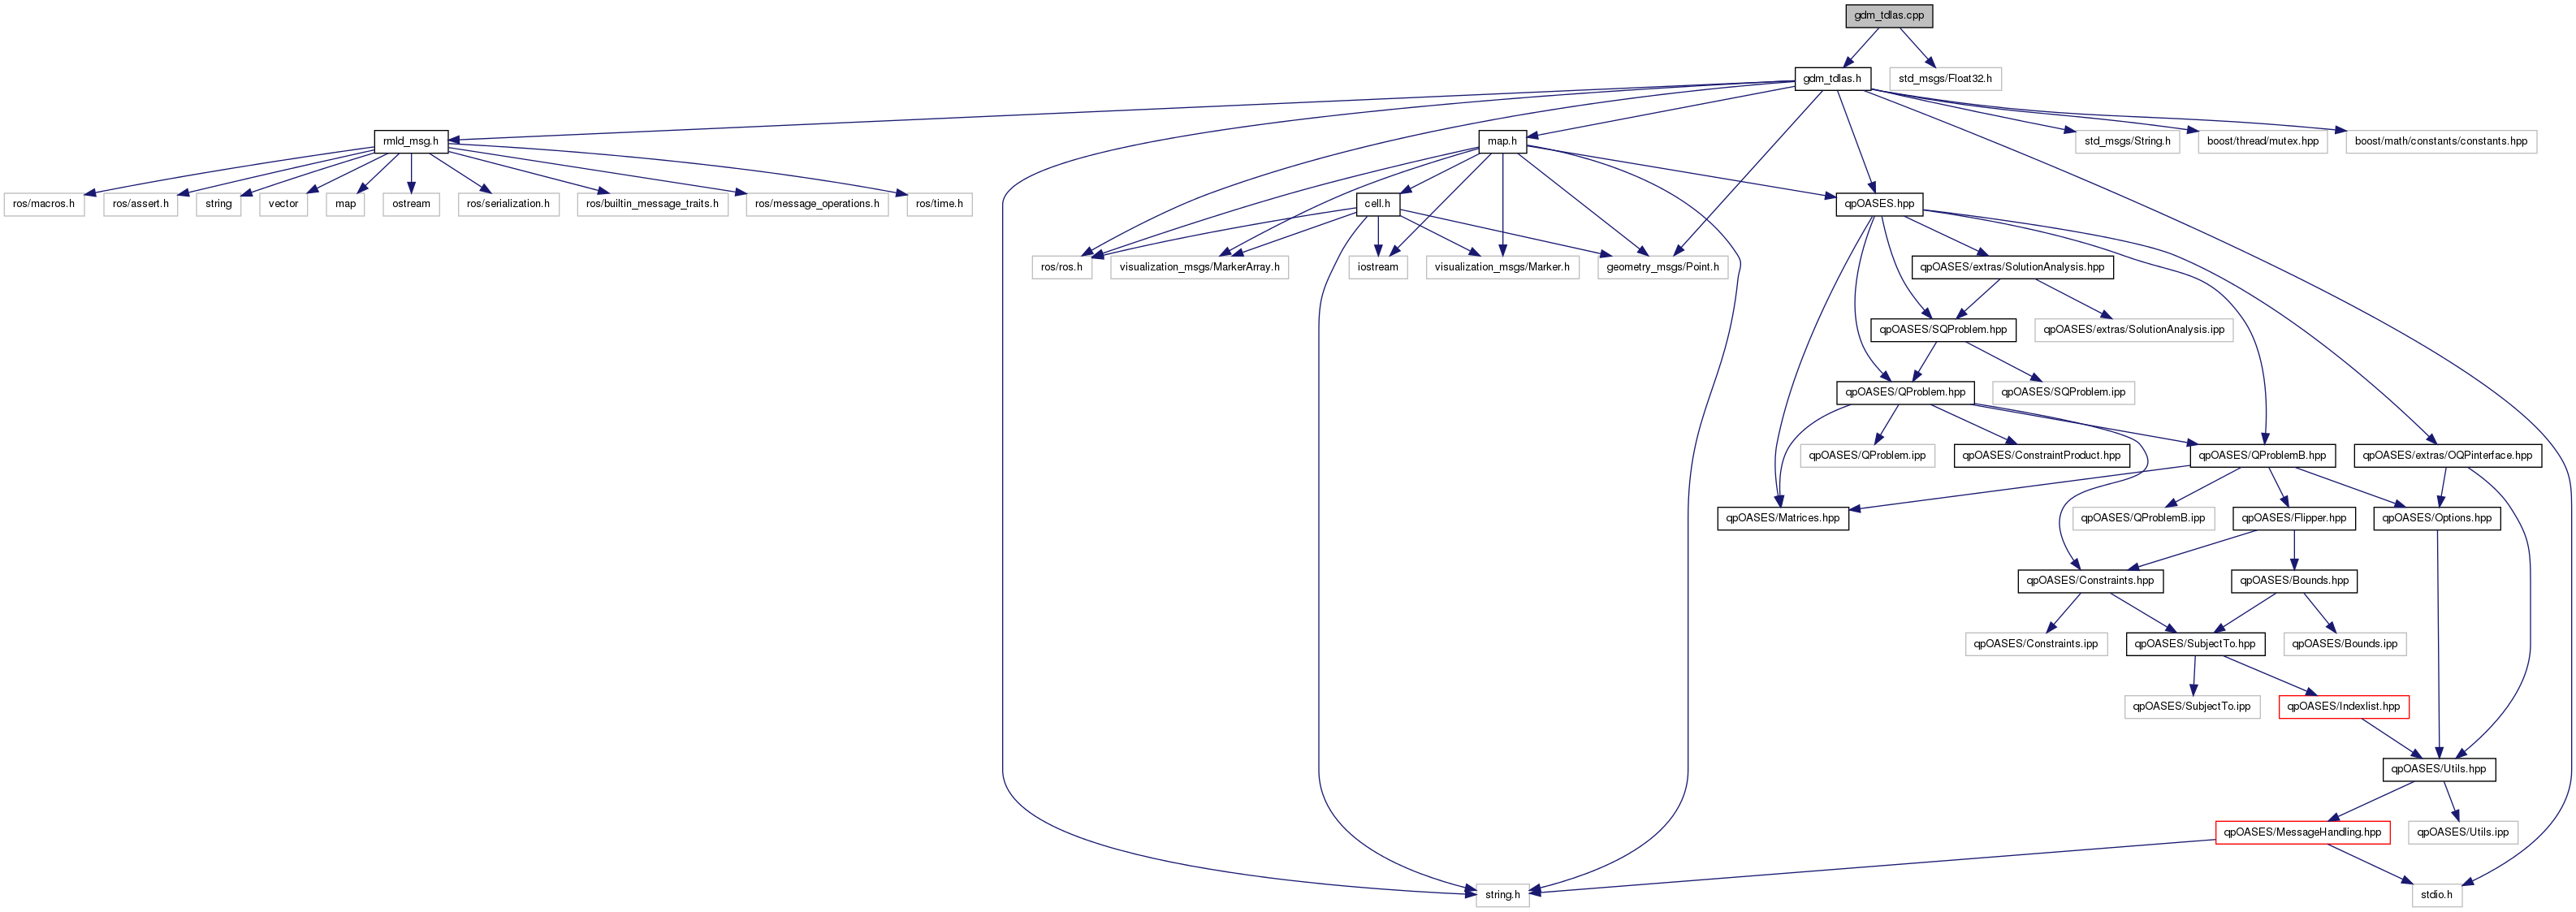 gdm_tdlas.cpp
gdm_tdlas.h
std_msgs/Float32.h
rmld_msg.h
map.h
std_msgs/String.h
boost/thread/mutex.hpp
boost/math/constants/constants.hpp
ros/macros.h
ros/assert.h
string
vector
map
ostream
ros/serialization.h
ros/builtin_message_traits.h
ros/message_operations.h
ros/time.h
cell.h
qpOASES.hpp
ros/ros.h
visualization_msgs/MarkerArray.h
iostream
visualization_msgs/Marker.h
geometry_msgs/Point.h
qpOASES/extras/SolutionAnalysis.hpp
qpOASES/SQProblem.hpp
qpOASES/extras/SolutionAnalysis.ipp
qpOASES/QProblem.hpp
qpOASES/SQProblem.ipp
qpOASES/QProblem.ipp
qpOASES/ConstraintProduct.hpp
qpOASES/QProblemB.hpp
qpOASES/extras/OQPinterface.hpp
qpOASES/Matrices.hpp
qpOASES/QProblemB.ipp
qpOASES/Flipper.hpp
qpOASES/Options.hpp
qpOASES/Constraints.hpp
qpOASES/Bounds.hpp
qpOASES/Constraints.ipp
qpOASES/SubjectTo.hpp
qpOASES/Bounds.ipp
qpOASES/SubjectTo.ipp
qpOASES/Indexlist.hpp
qpOASES/Utils.hpp
qpOASES/MessageHandling.hpp
qpOASES/Utils.ipp
string.h
stdio.h